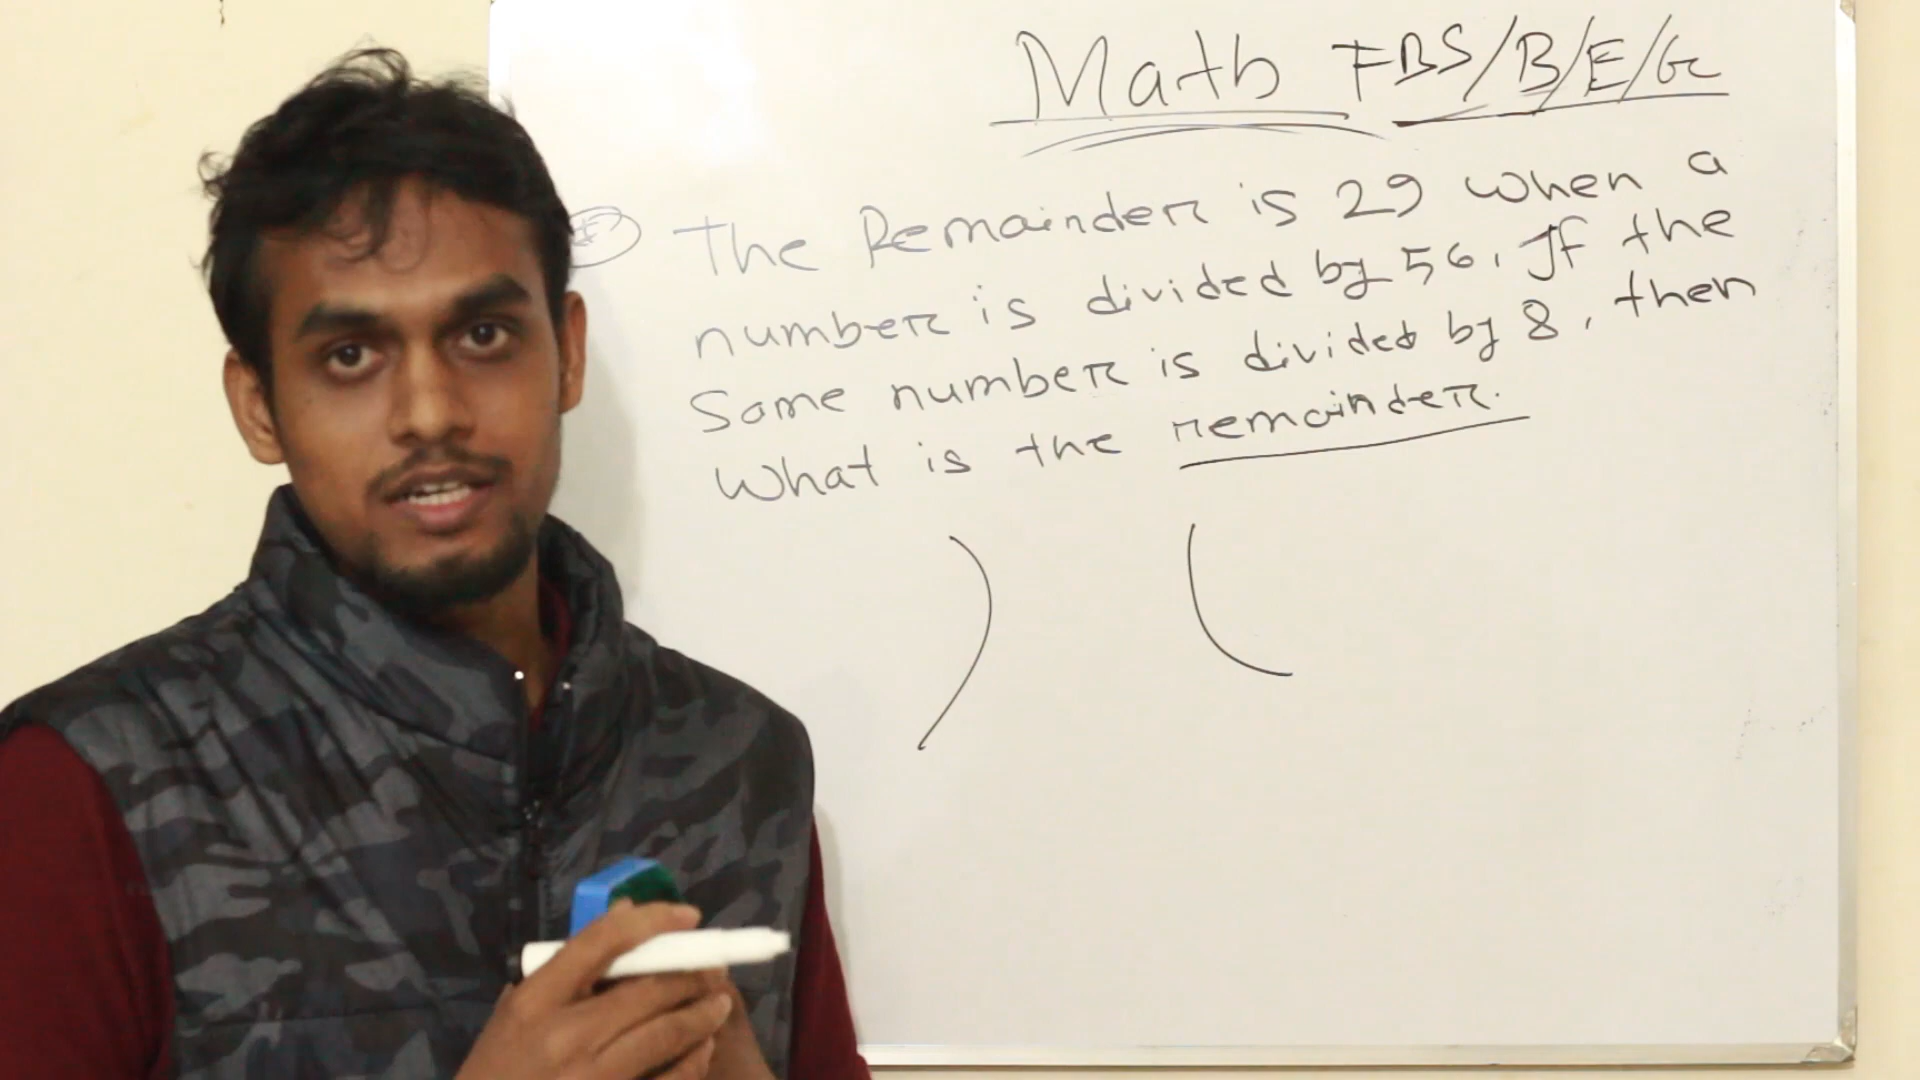 Math FBS/B/E/G
The Remainder is 29 when a
number is divided by 56. If the
Same number is divided by 8, then
What is the remainder.